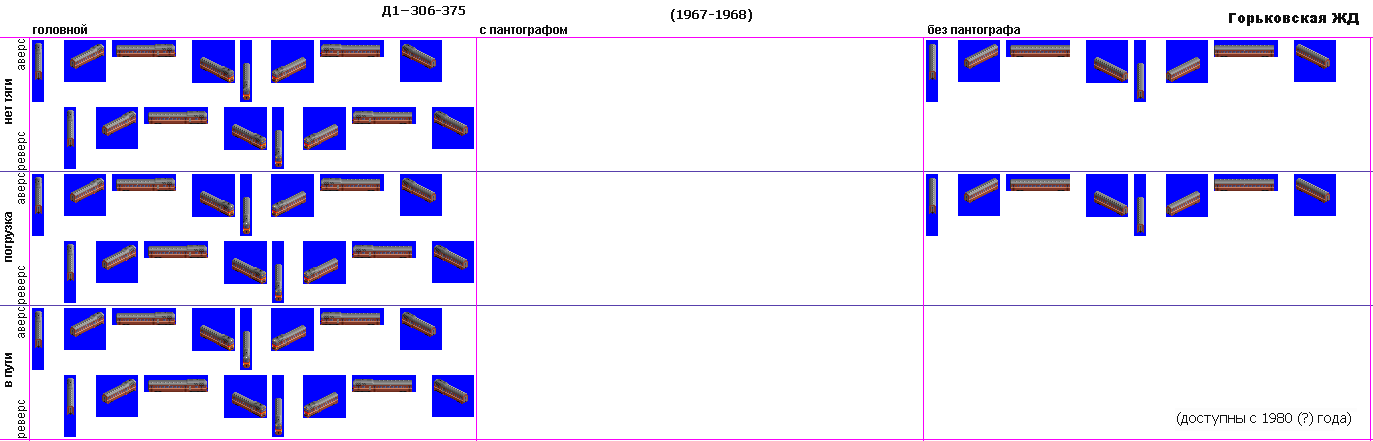 Д1-306-375
(1967-1968)
Горьковская ЖД
головной
с пантографом
без пантографа
нет тяги
аверс
реверс
погрузка
аверс
реверс
в пути
аверс
реверс
(доступны с 1980 (?) года)